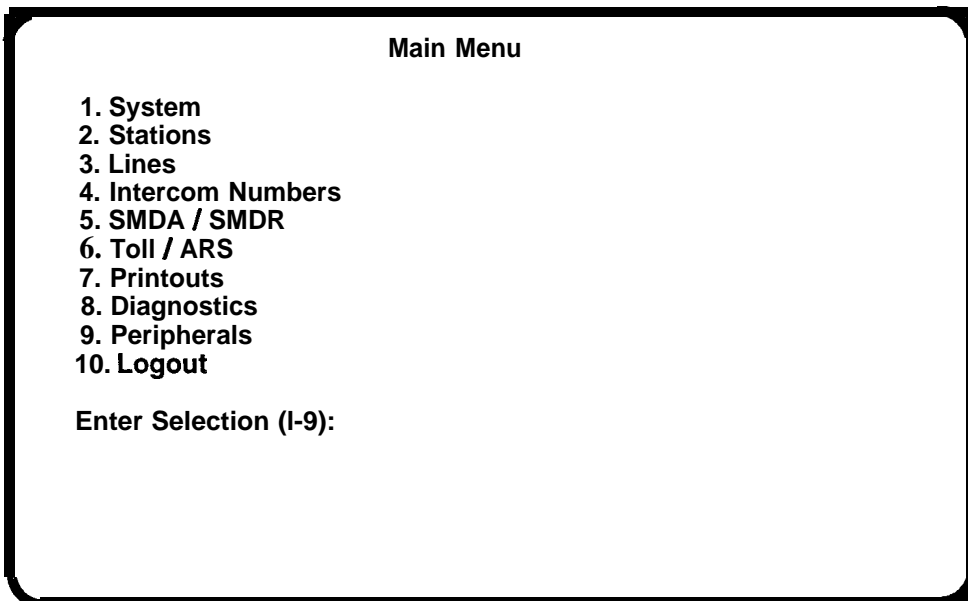 Main Menu
1. System
2. Stations
3. Lines
4. Intercom Numbers
5. SMDA / SMDR
6. Toll / ARS
7. Printouts
8. Diagnostics
9. Peripherals
10. Logout
Enter Selection (I-9):